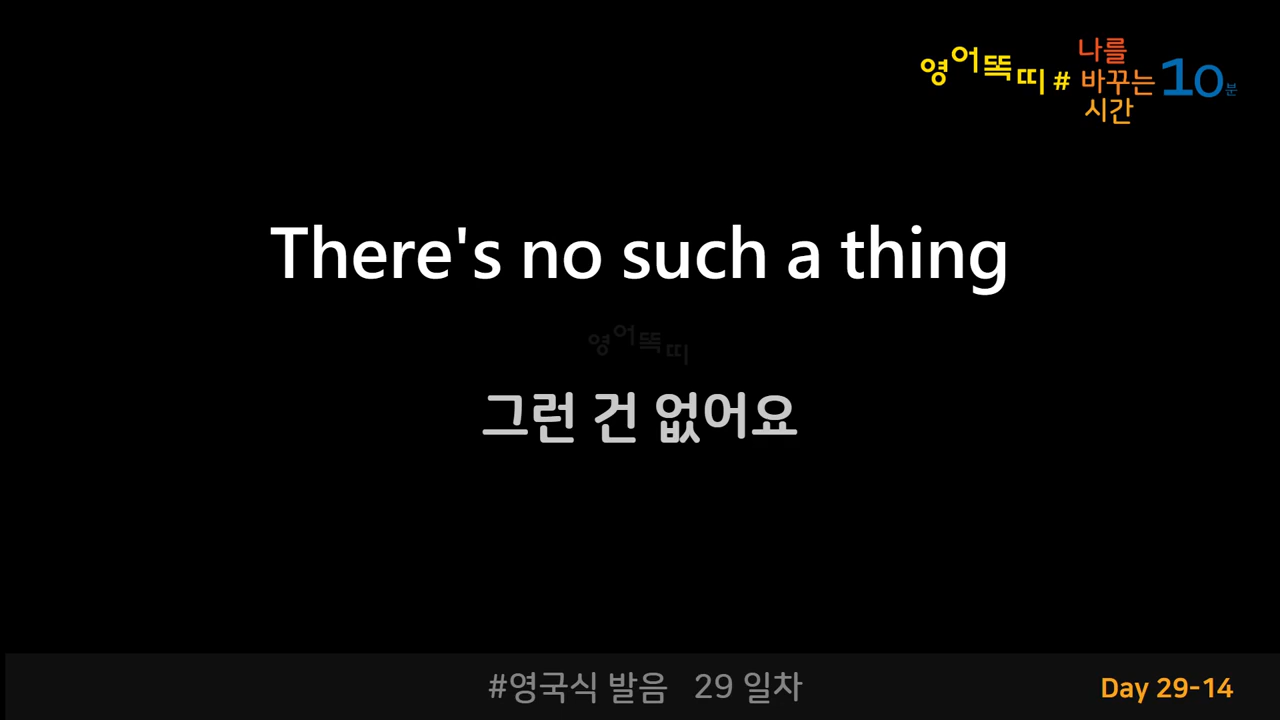 영어똑띠 # 나를 바꾸는 시간 10분
There's no such a thing
영어똑띠
그런 건 없어요
#영국식 발음 29 일차
Day 29-14